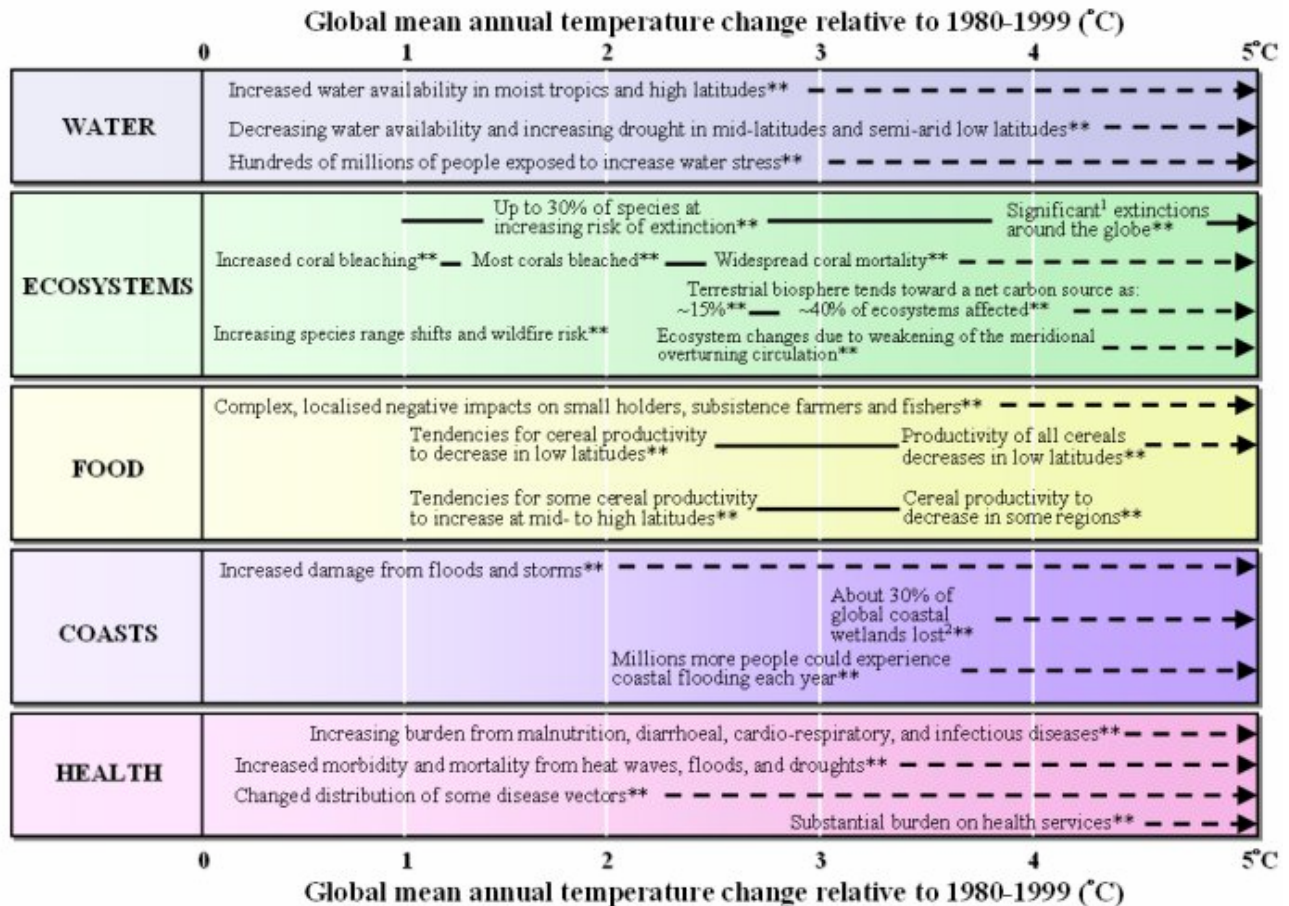 Global mean annual temperature change relative to 1980-1999 (°C)
0 1 2 3 4 5°C
WATER
Increased water availability in moist tropics and high latitudes**
Decreasing water availability and increasing drought in mid-latitudes and semi-arid low latitudes**
Hundreds of millions of people exposed to increase water stress**
ECOSYSTEMS
Up to 30% of species at
increasing risk of extinction**
Significant¹ extinctions
around the globe**
Increased coral bleaching** Most corals bleached** Widespread coral mortality**
Terrestrial biosphere tends toward a net carbon source as:
~15%** ~40% of ecosystems affected**
Increasing species range shifts and wildfire risk**
Ecosystem changes due to weakening of the meridional
overturning circulation**
FOOD
Complex, localised negative impacts on small holders, subsistence farmers and fishers**
Tendencies for cereal productivity
to decrease in low latitudes**
Productivity of all cereals
decreases in low latitudes**
Tendencies for some cereal productivity
to increase at mid- to high latitudes**
Cereal productivity to
decrease in some regions**
COASTS
Increased damage from floods and storms**
About 30% of
global coastal
wetlands lost²**
Millions more people could experience
coastal flooding each year**
HEALTH
Increasing burden from malnutrition, diarrhoeal, cardio-respiratory, and infectious diseases**
Increased morbidity and mortality from heat waves, floods, and droughts**
Changed distribution of some disease vectors**
Substantial burden on health services**
0 1 2 3 4 5°C
Global mean annual temperature change relative to 1980-1999 (°C)